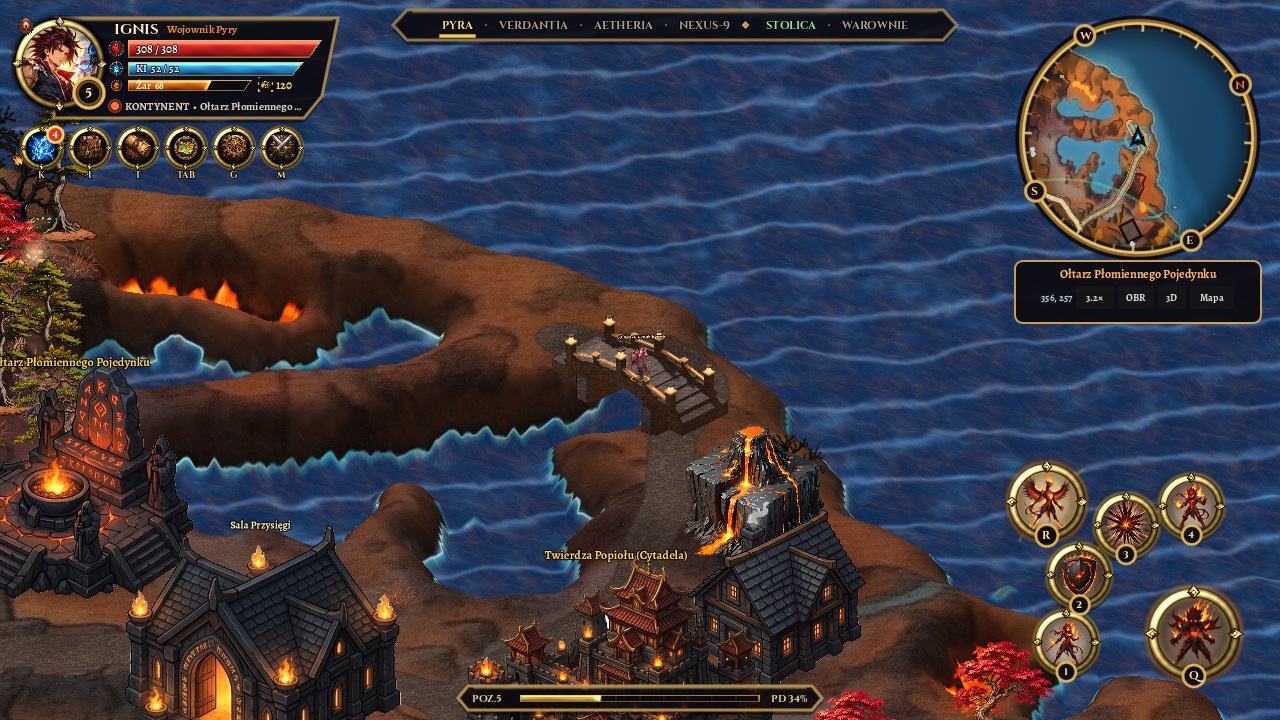 IGNIS Wojownik Pyry
308 / 308
KI 52 / 52
Żar 68
120
5
KONTYNENT • Ołtarz Płomiennego ...
4
K I T TAB G M
PYRA · VERDANTIA · AETHERIA · NEXUS-9 ◆ STOLICA · WAROWNIE
W
N
S
E
Ołtarz Płomiennego Pojedynku
356, 257 3.2× OBR 3D Mapa
łtarz Płomiennego Pojedynku
Sala Przysięgi
Twierdza Popiołu (Cytadela)
R
3
4
2
1
Q
POZ.5 PD 34%